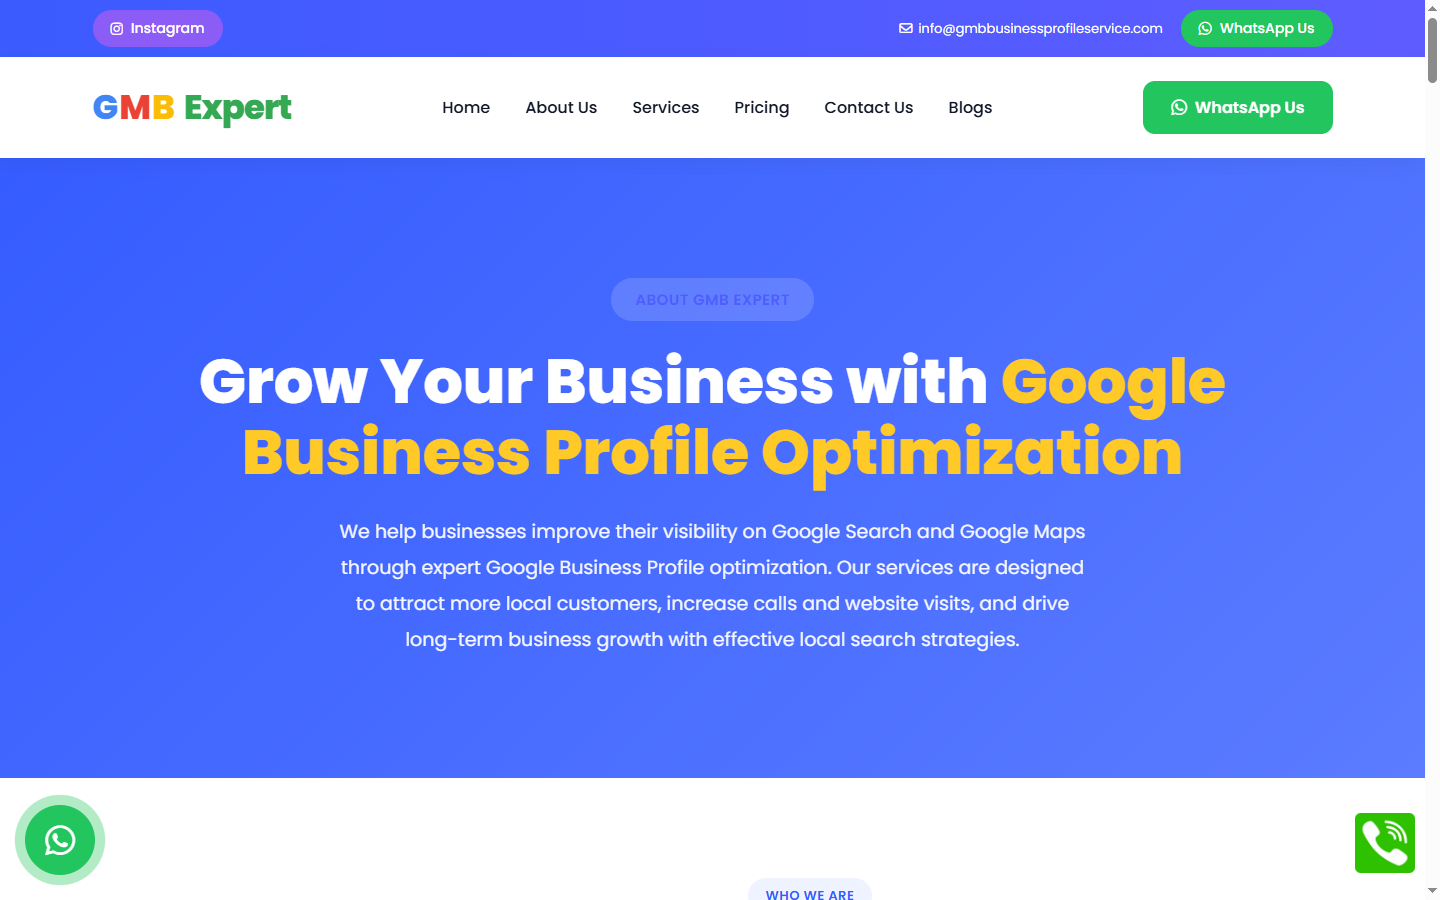 Instagram
info@gmbbusinessprofileservice.com
WhatsApp Us
GMB Expert
Home
About Us
Services
Pricing
Contact Us
Blogs
WhatsApp Us
ABOUT GMB EXPERT
Grow Your Business with Google
Business Profile Optimization
We help businesses improve their visibility on Google Search and Google Maps
through expert Google Business Profile optimization. Our services are designed
to attract more local customers, increase calls and website visits, and drive
long-term business growth with effective local search strategies.
WHO WE ARE